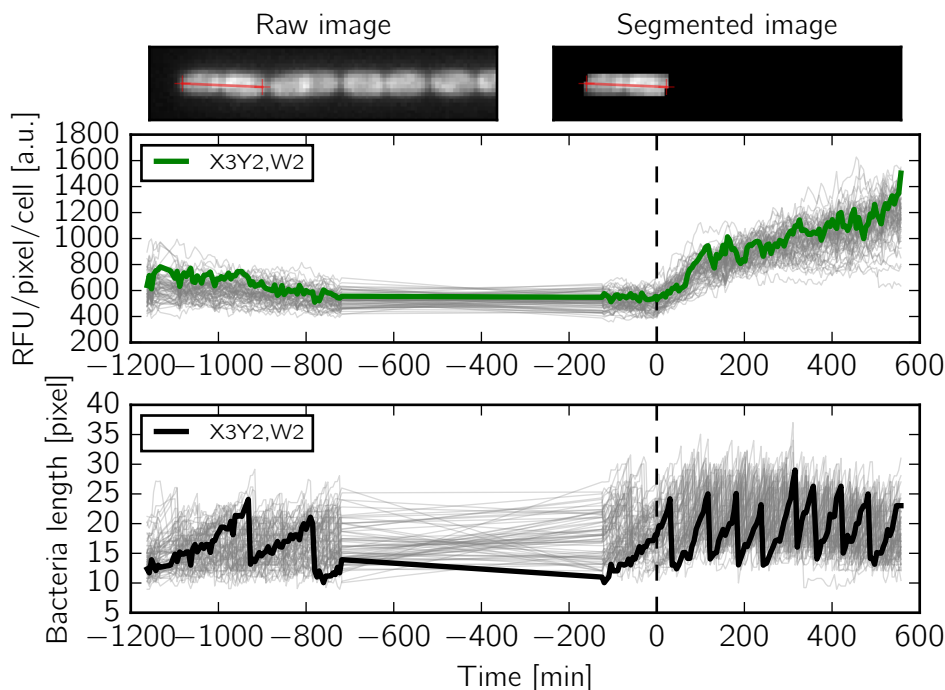 Raw image
Segmented image
RFU/pixel/cell [a.u.]
1800
1600
1400
1200
1000
800
600
400
200
X3Y2,W2
−1200 −1000 −800 −600 −400 −200 0 200 400 600
Bacteria length [pixel]
40
35
30
25
20
15
10
5
X3Y2,W2
−1200 −1000 −800 −600 −400 −200 0 200 400 600
Time [min]